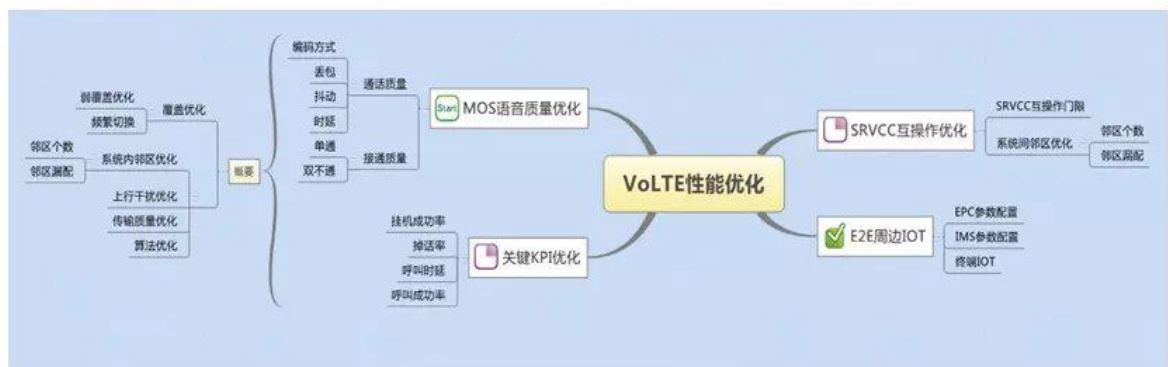 VoLTE性能优化
MOS语音质量优化
Start
通话质量
编码方式
丢包
抖动
时延
接通质量
单通
双不通
关键KPI优化
挂机成功率
掉话率
呼叫时延
呼叫成功率
概要
覆盖优化
弱覆盖优化
频繁切换
系统内邻区优化
邻区个数
邻区漏配
上行干扰优化
传输质量优化
算法优化
SRVCC互操作优化
SRVCC互操作门限
系统间邻区优化
邻区个数
邻区漏配
E2E周边IOT
EPC参数配置
IMS参数配置
终端IOT